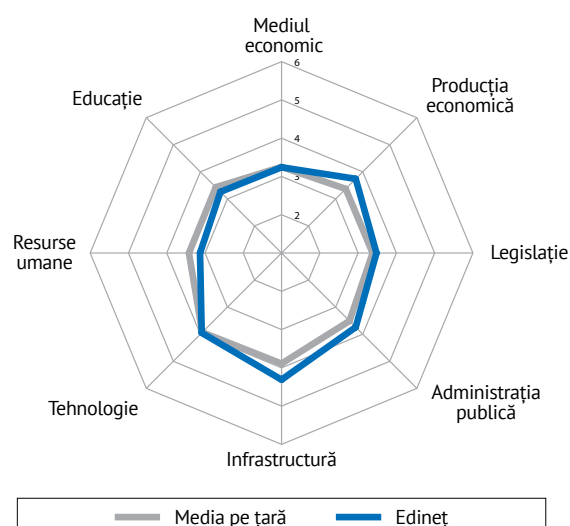 Mediul
economic
6
Producția
economică
Educație
5
4
3
2
Resurse
umane
Legislație
Administrația
publică
Tehnologie
Infrastructură
Media pe țară
Edineț